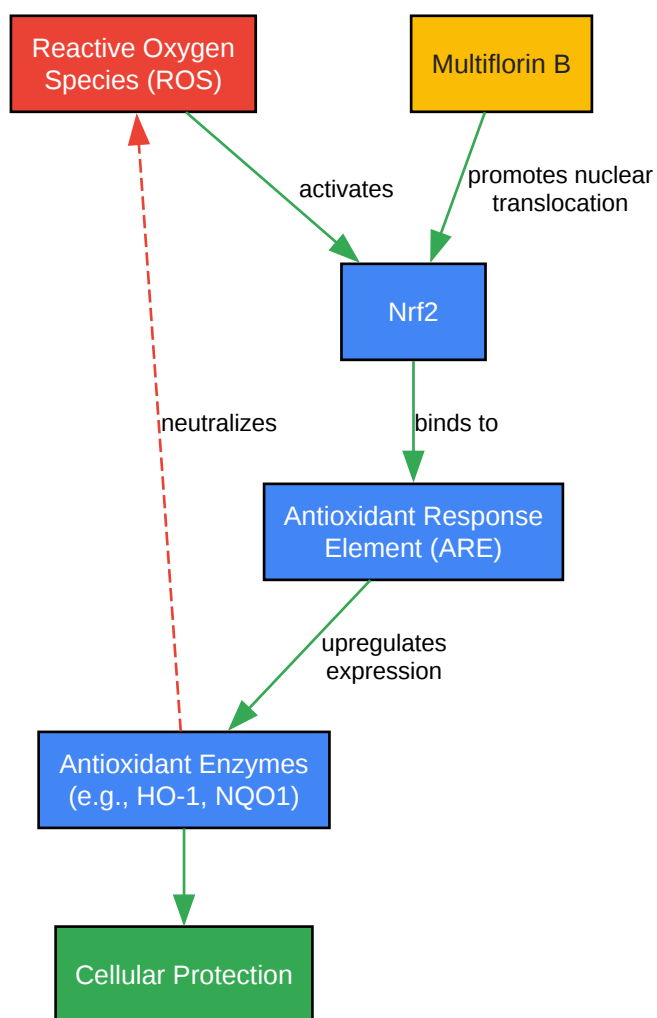 Reactive Oxygen
Species (ROS)
Multiflorin B
activates
promotes nuclear
translocation
Nrf2
neutralizes
binds to
Antioxidant Response
Element (ARE)
upregulates
expression
Antioxidant Enzymes
(e.g., HO-1, NQO1)
Cellular Protection